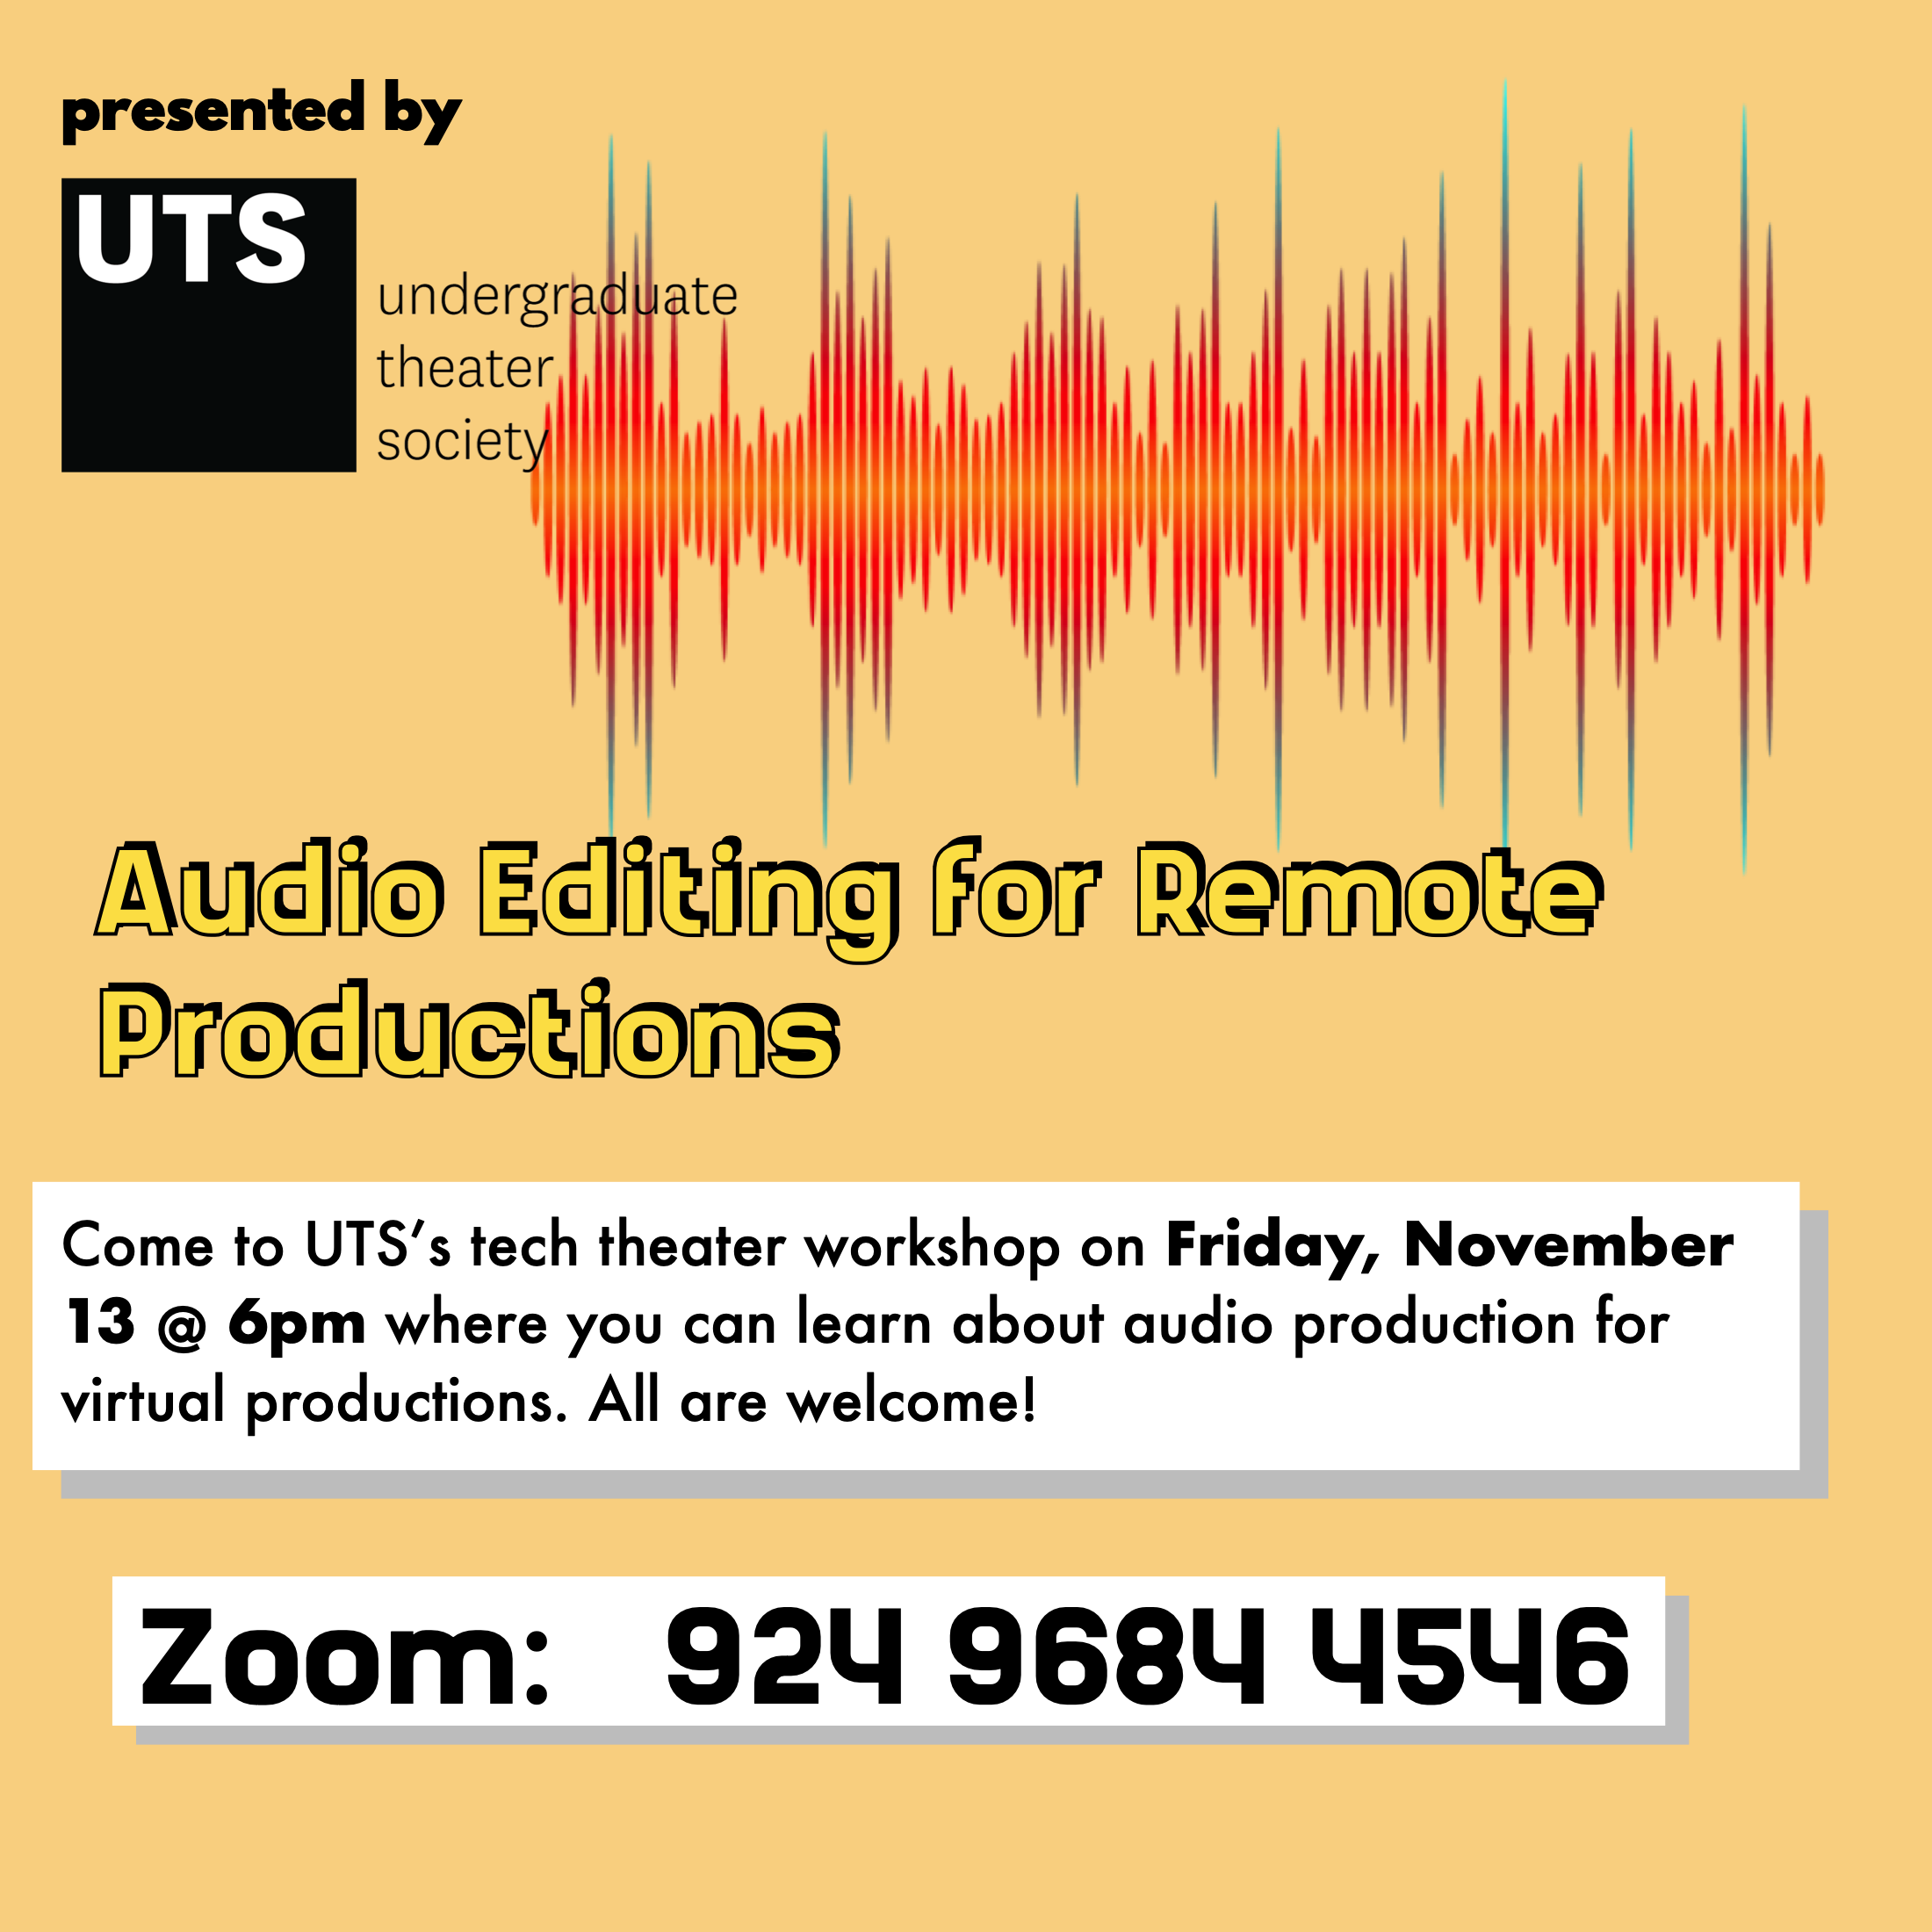 presented by
UTS
undergraduate
theater
society
Audio Editing for Remote
Productions
Come to UTS's tech theater workshop on Friday, November
13 @ 6pm where you can learn about audio production for
virtual productions. All are welcome!
Zoom: 924 9684 4546